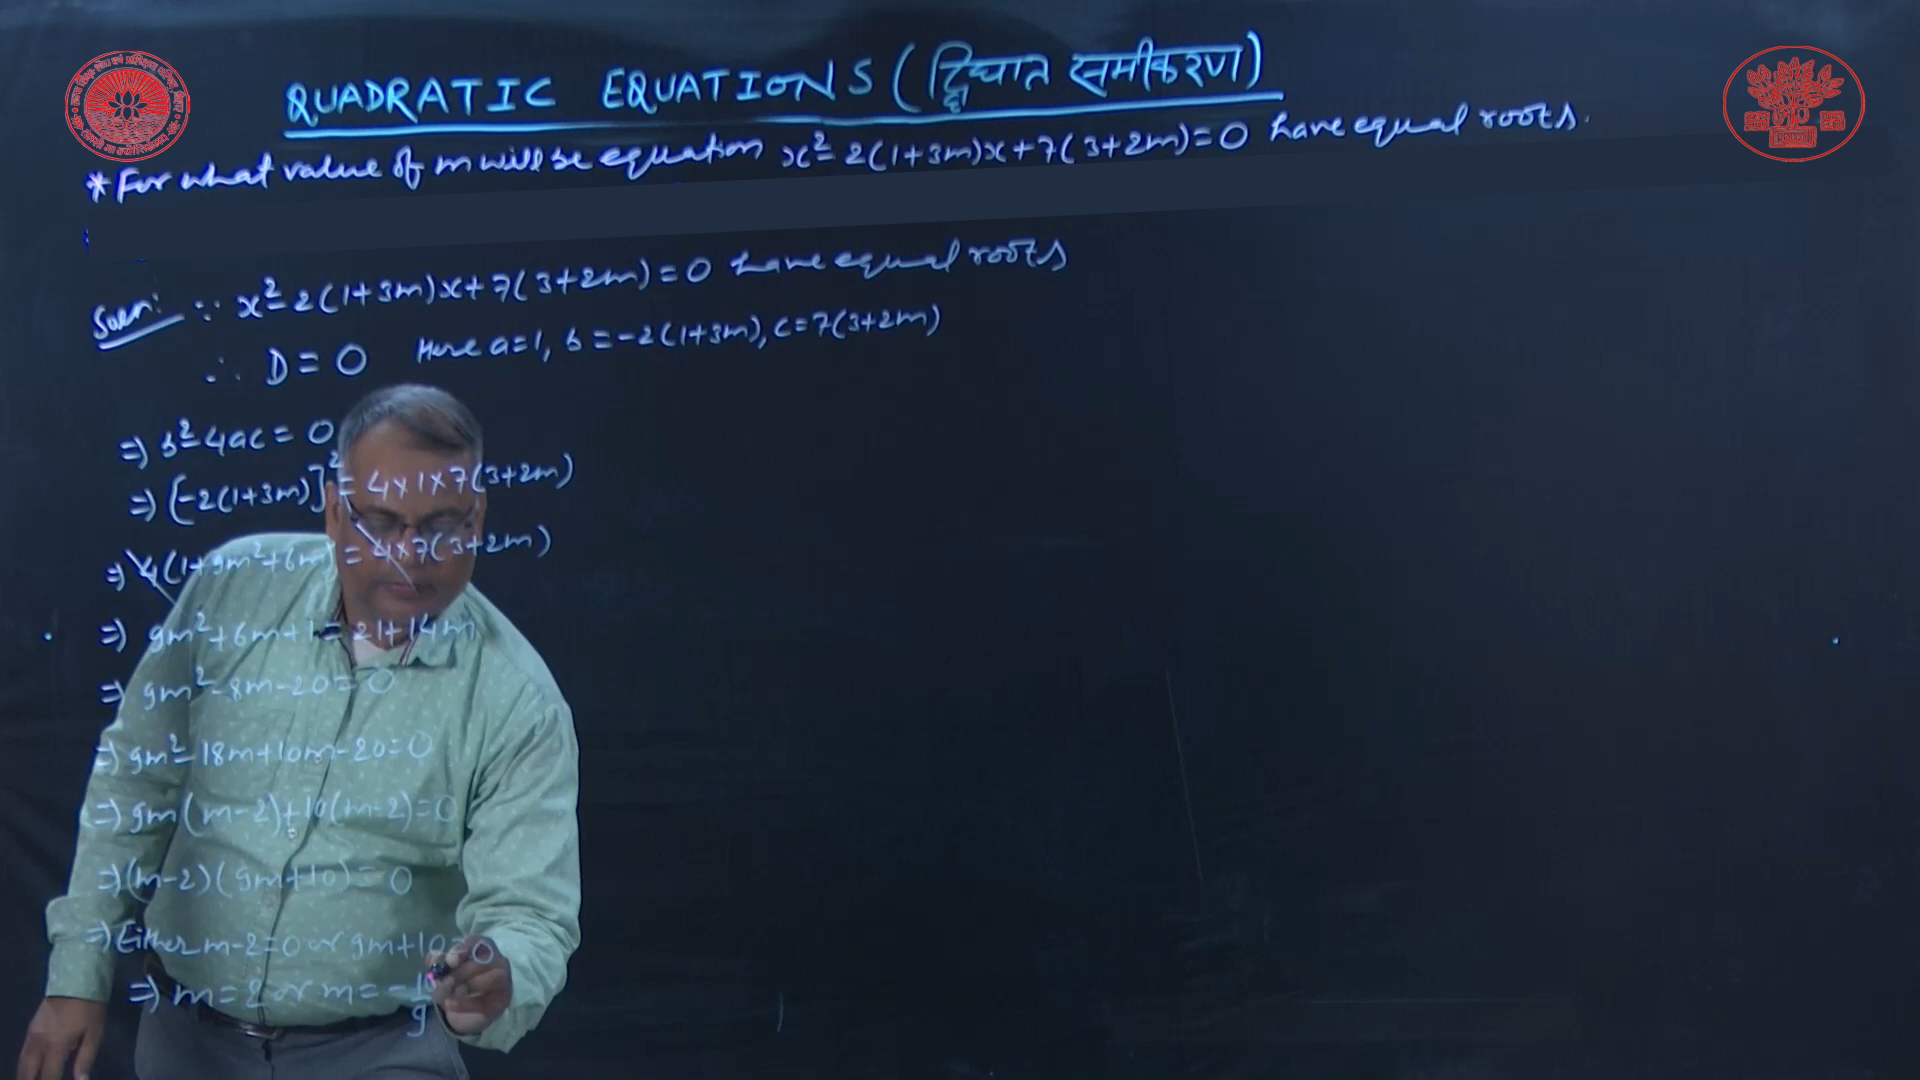 QUADRATIC EQUATIONS (द्विघात समीकरण)
* For what value of m will be equation x² - 2(1+3m)x + 7(3+2m) = 0 have equal roots.
Soln: ∵ x² - 2(1+3m)x + 7(3+2m) = 0 have equal roots
∴ D = 0 Here a=1, b = -2(1+3m), c = 7(3+2m)
⇒ b² - 4ac = 0
⇒ [-2(1+3m)]² = 4×1×7(3+2m)
⇒ 4(1+9m²+6m) = 4×7(3+2m)
⇒ 9m²+6m+1 = 21+14m
⇒ 9m²-8m-20 = 0
⇒ 9m²-18m+10m-20=0
⇒ 9m(m-2)+10(m-2)=0
⇒ (m-2)(9m+10) = 0
⇒ Either m-2=0 or 9m+10=0
⇒ m = 2 or m = -10/9